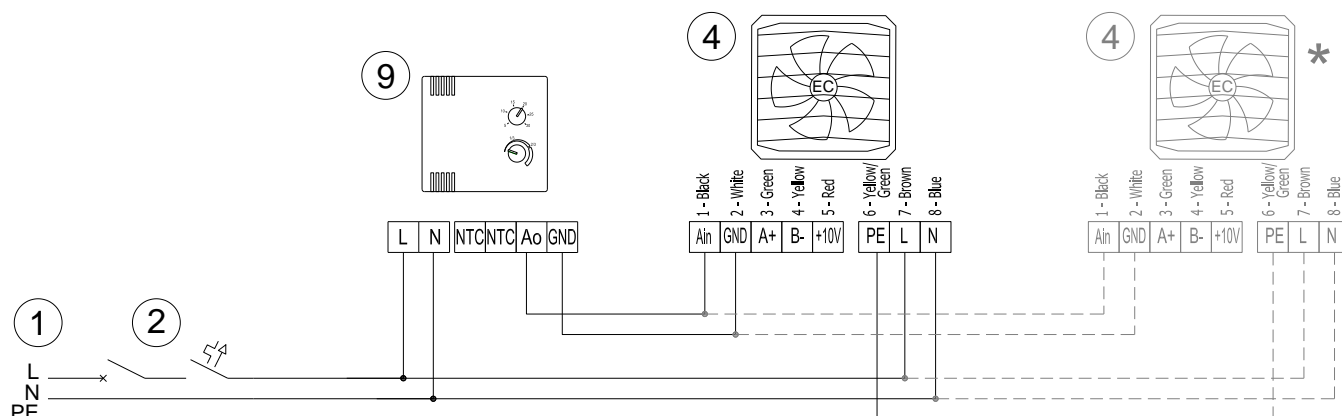 4
4
*
9
EC
EC
1 - Black
2 - White
3 - Green
4 - Yellow
5 - Red
6 - Yellow/
Green
7 - Brown
8 - Blue
1 - Black
2 - White
3 - Green
4 - Yellow
5 - Red
6 - Yellow/
Green
7 - Brown
8 - Blue
L N NTC NTC Ao GND
Ain GND A+ B- +10V PE L N
Ain GND A+ B- +10V PE L N
1
2
L
N
PE